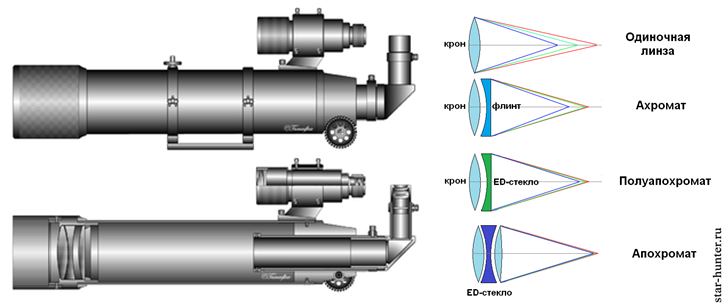 крон
Одиночная
линза
крон
флинт
Ахромат
крон
ED-стекло
Полуапохромат
Апохромат
ED-стекло
star-hunter.ru